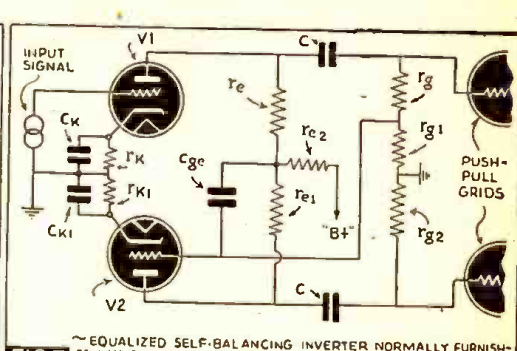 INPUT
SIGNAL
V1
C
re
rg
CK
rK
Cge
re2
rg1
PUSH-
PULL
GRIDS
CK1
rK1
re1
"B+"
rg2
V2
C
~EQUALIZED SELF-BALANCING INVERTER NORMALLY FURNISH-